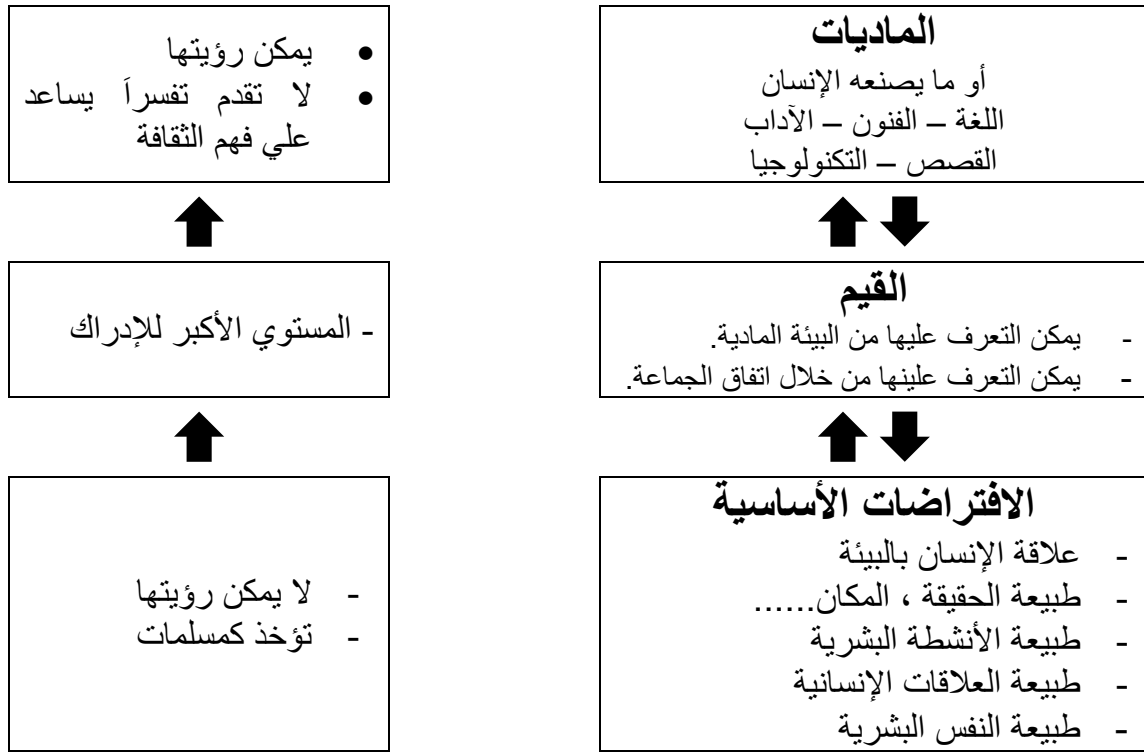 الماديات
أو ما يصنعه الإنسان
اللغة – الفنون – الآداب
القصص – التكنولوجيا
● يمكن رؤيتها
● لا تقدم تفسراَ يساعد
علي فهم الثقافة
القيم
- يمكن التعرف عليها من البيئة المادية.
- يمكن التعرف علينها من خلال اتفاق الجماعة.
- المستوي الأكبر للإدراك
الافتراضات الأساسية
- علاقة الإنسان بالبيئة
- طبيعة الحقيقة ، المكان......
- طبيعة الأنشطة البشرية
- طبيعة العلاقات الإنسانية
- طبيعة النفس البشرية
- لا يمكن رؤيتها
- تؤخذ كمسلمات